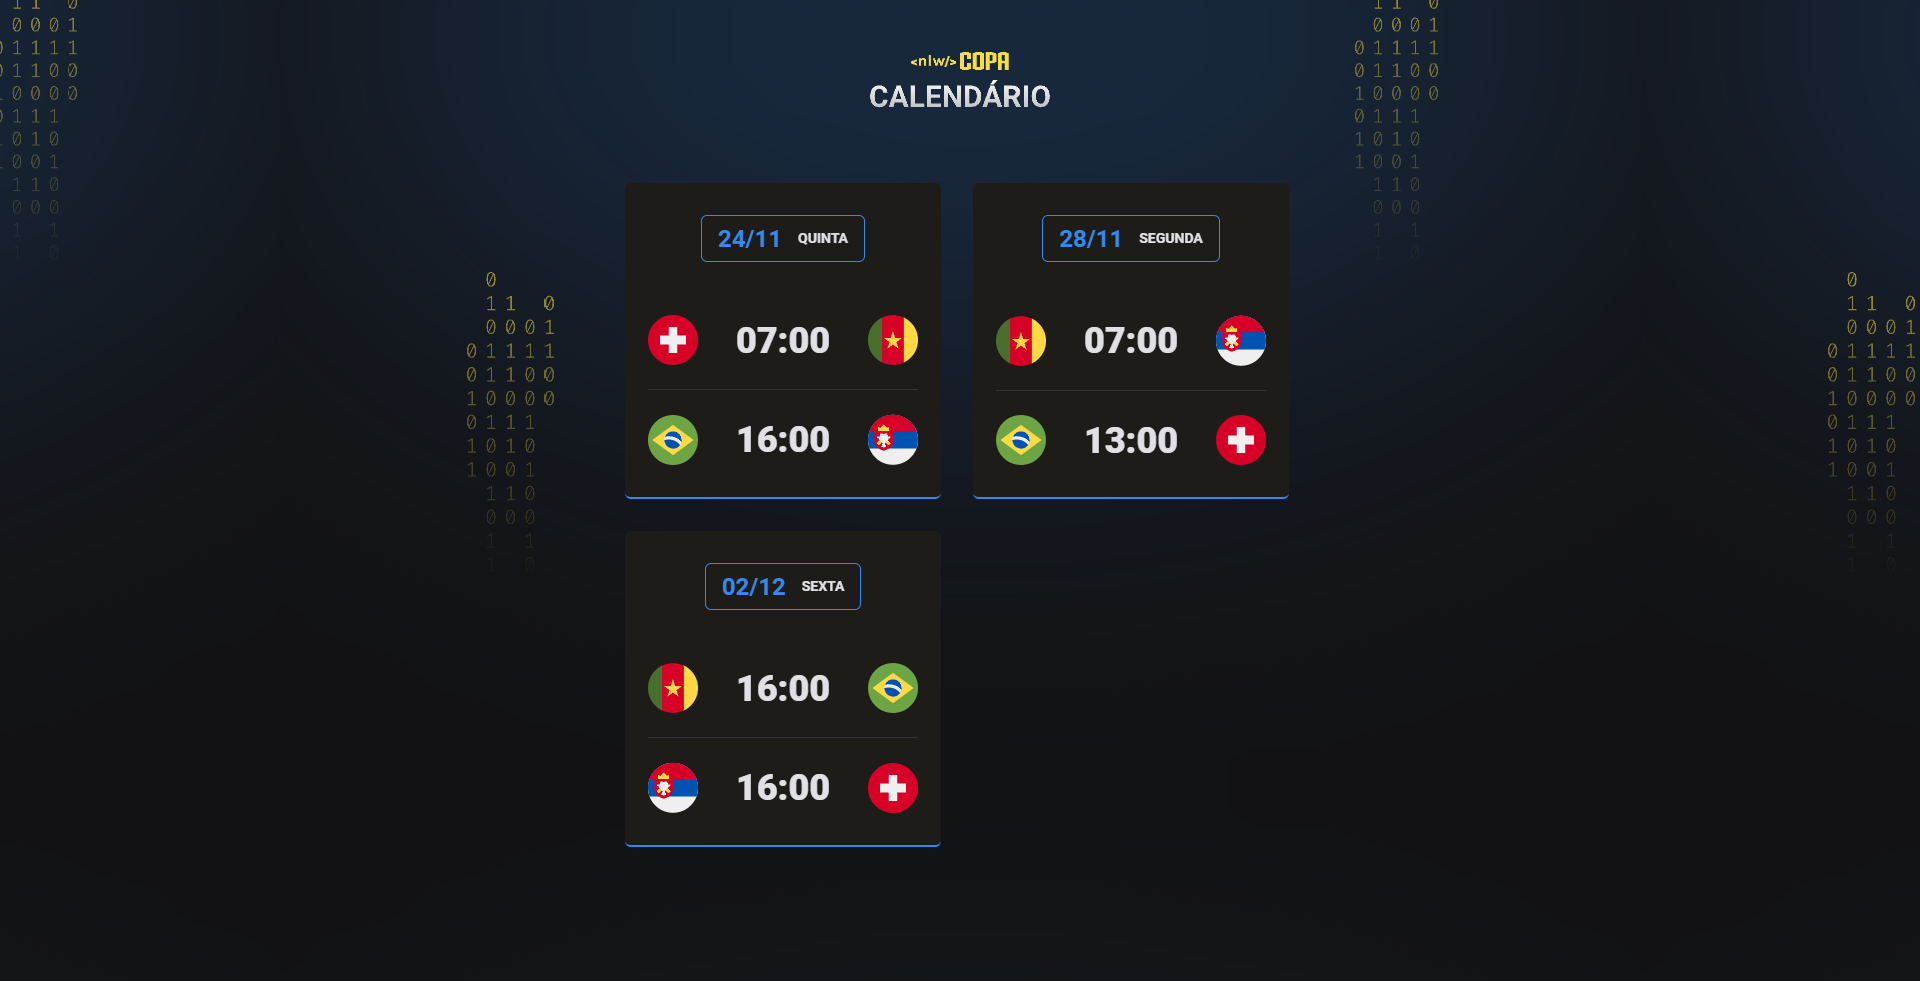 <nlw/> COPA
CALENDÁRIO
24/11 QUINTA
07:00
16:00
28/11 SEGUNDA
07:00
13:00
02/12 SEXTA
16:00
16:00